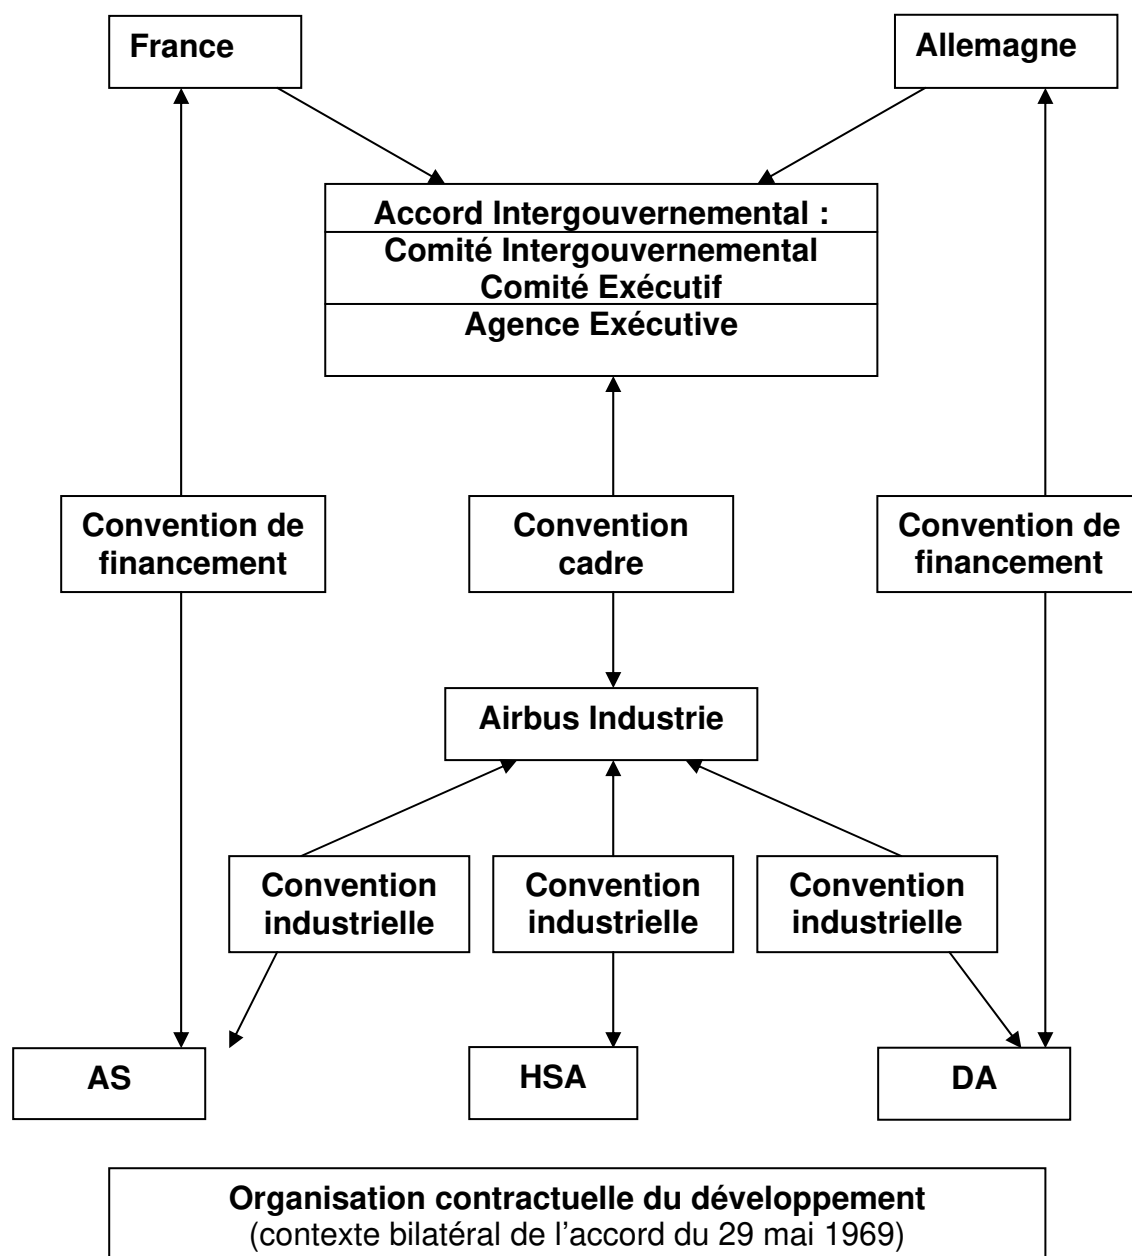 France
Allemagne
Accord Intergouvernemental :
Comité Intergouvernemental
Comité Exécutif
Agence Exécutive
Convention de
financement
Convention
cadre
Convention de
financement
Airbus Industrie
Convention
industrielle
Convention
industrielle
Convention
industrielle
AS
HSA
DA
Organisation contractuelle du développement
(contexte bilatéral de l’accord du 29 mai 1969)